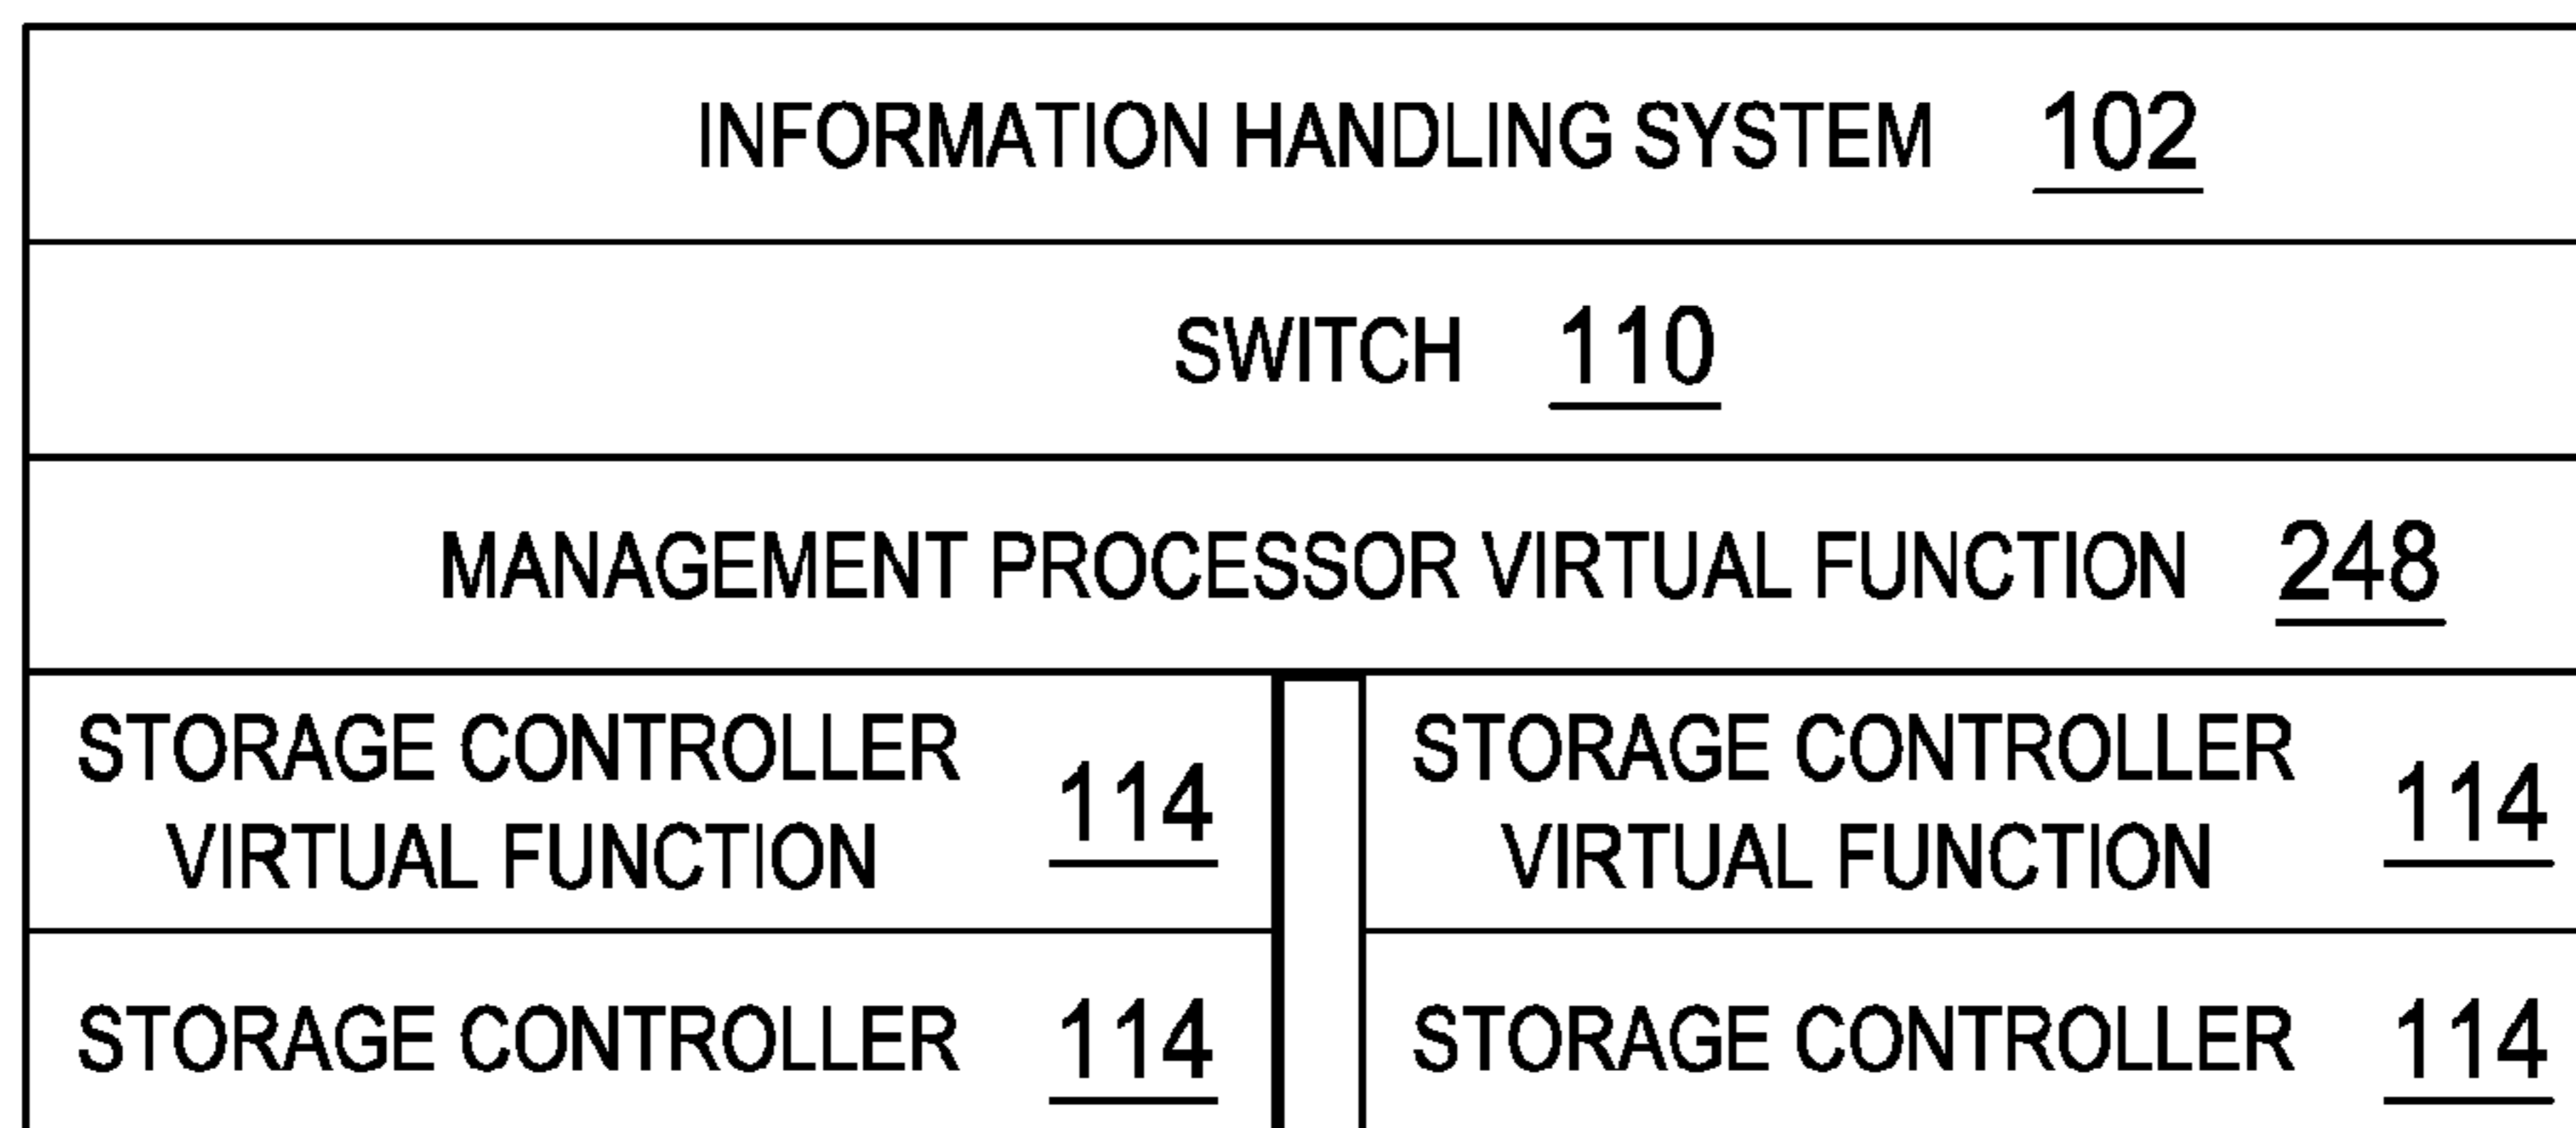 INFORMATION HANDLING SYSTEM 102
SWITCH 110
MANAGEMENT PROCESSOR VIRTUAL FUNCTION 248
STORAGE CONTROLLER
VIRTUAL FUNCTION 114
STORAGE CONTROLLER
VIRTUAL FUNCTION 114
STORAGE CONTROLLER 114
STORAGE CONTROLLER 114